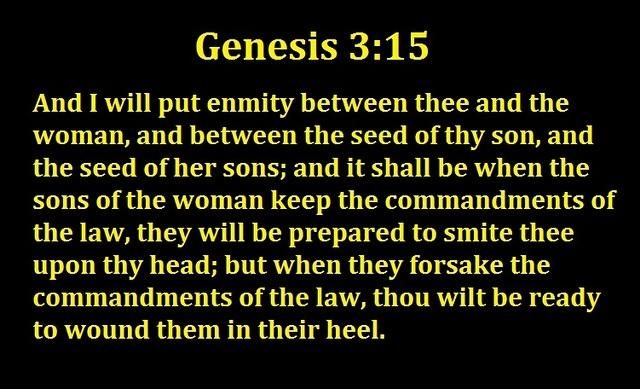 Genesis 3:15
And I will put enmity between thee and the
woman, and between the seed of thy son, and
the seed of her sons; and it shall be when the
sons of the woman keep the commandments of
the law, they will be prepared to smite thee
upon thy head; but when they forsake the
commandments of the law, thou wilt be ready
to wound them in their heel.